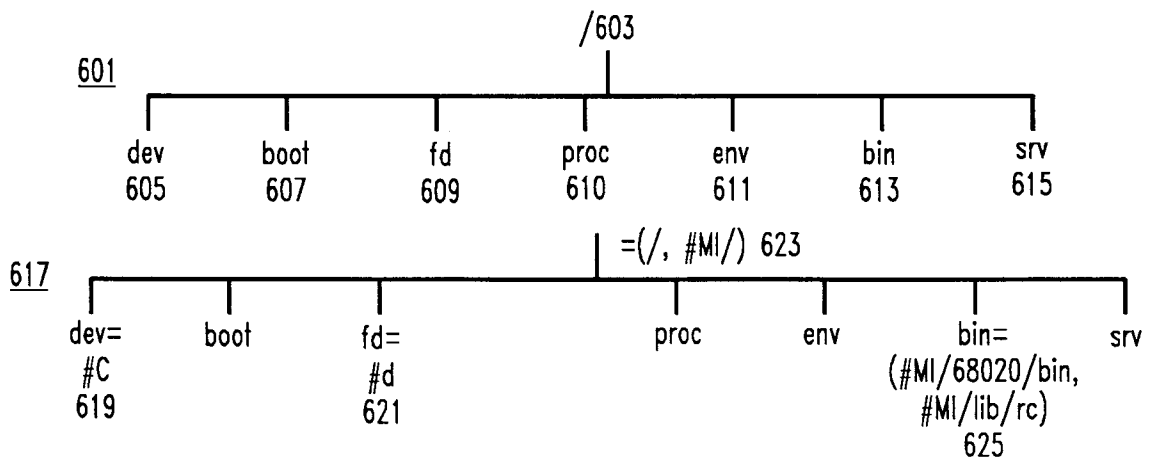 /603
601
dev boot fd proc env bin srv
605 607 609 610 611 613 615
=(/, #MI/) 623
617
dev= boot fd= proc env bin= srv
#C #d (#MI/68020/bin,
619 621 #MI/lib/rc)
625